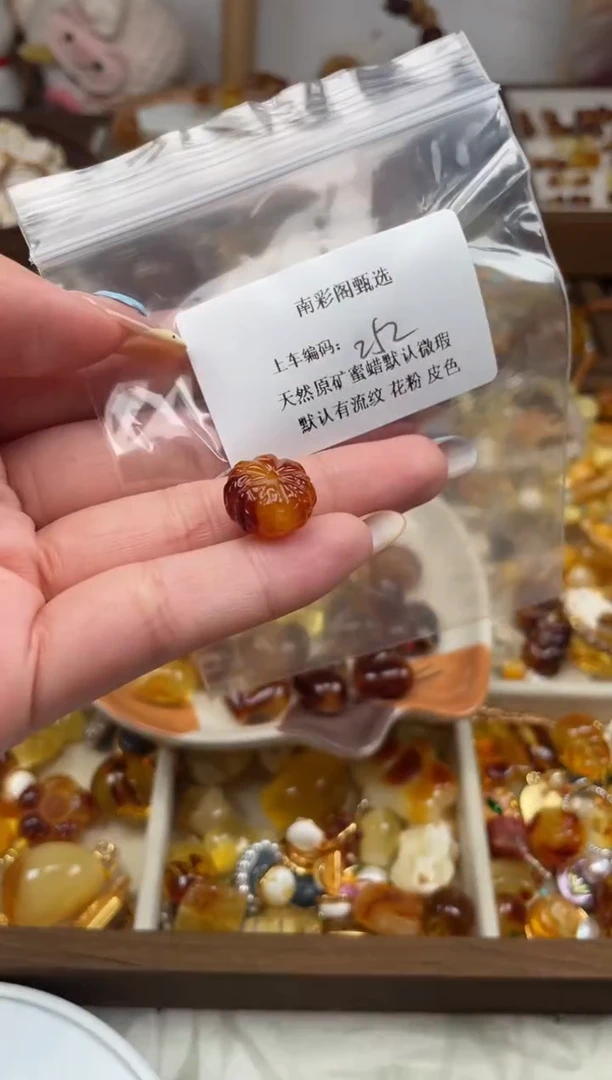 南彩阁甄选
上车编码: 252
天然原矿蜜蜡默认微瑕
默认有流纹 花粉 皮色